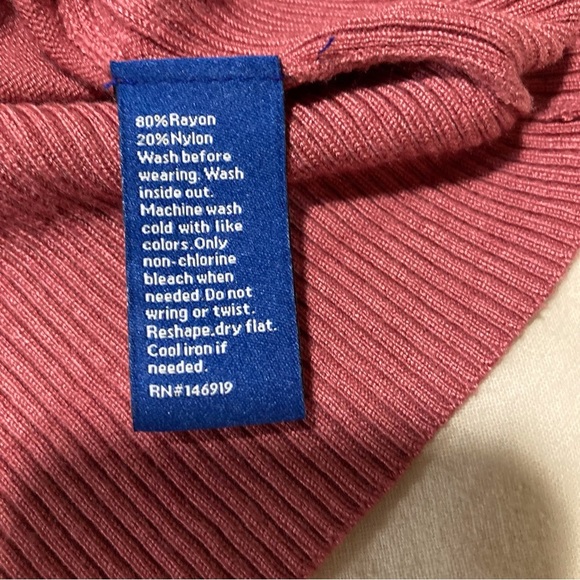 80%Rayon
20%Nylon
Wash before
wearing. Wash
inside out.
Machine wash
cold with like
colors.Only
non-chlorine
bleach when
needed.Do not
wring or twist.
Reshape.dry flat.
Cool iron if
needed.
RN#146919